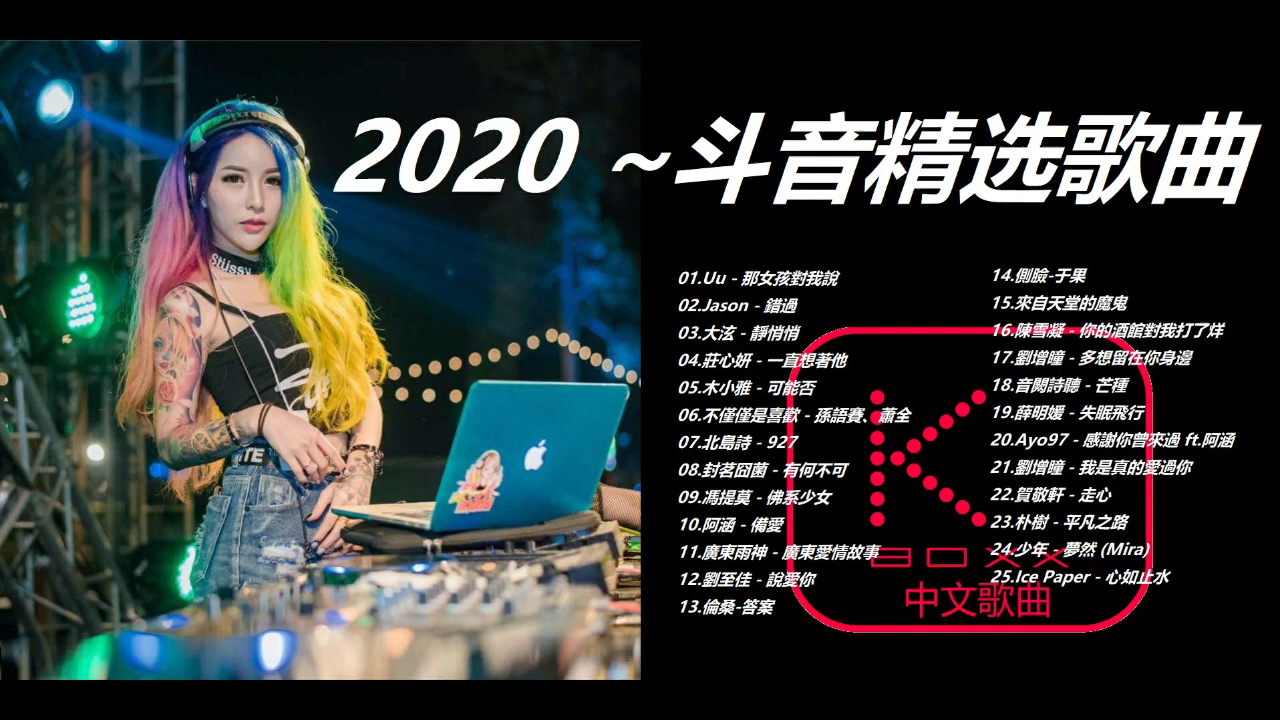 2020 ~斗音精选歌曲
Stüssy
01.Uu - 那女孩對我說
02.Jason - 錯過
03.大泫 - 靜悄悄
04.莊心妍 - 一直想著他
05.木小雅 - 可能否
06.不僅僅是喜歡 - 孫語賽、蕭全
07.北島詩 - 927
08.封茗囧菌 - 有何不可
09.馮提莫 - 佛系少女
10.阿涵 - 備愛
11.廣東雨神 - 廣東愛情故事
12.劉至佳 - 說愛你
13.倫桑-答案
14.側臉-于果
15.來自天堂的魔鬼
16.陳雪凝 - 你的酒館對我打了烊
17.劉增瞳 - 多想留在你身邊
18.音闕詩聽 - 芒種
19.薛明媛 - 失眠飛行
20.Ayo97 - 感謝你曾來過 ft.阿涵
21.劉增瞳 - 我是真的愛過你
22.賀敬軒 - 走心
23.朴樹 - 平凡之路
24.少年 - 夢然 (Mira)
25.Ice Paper - 心如止水
K
BOXX
中文歌曲